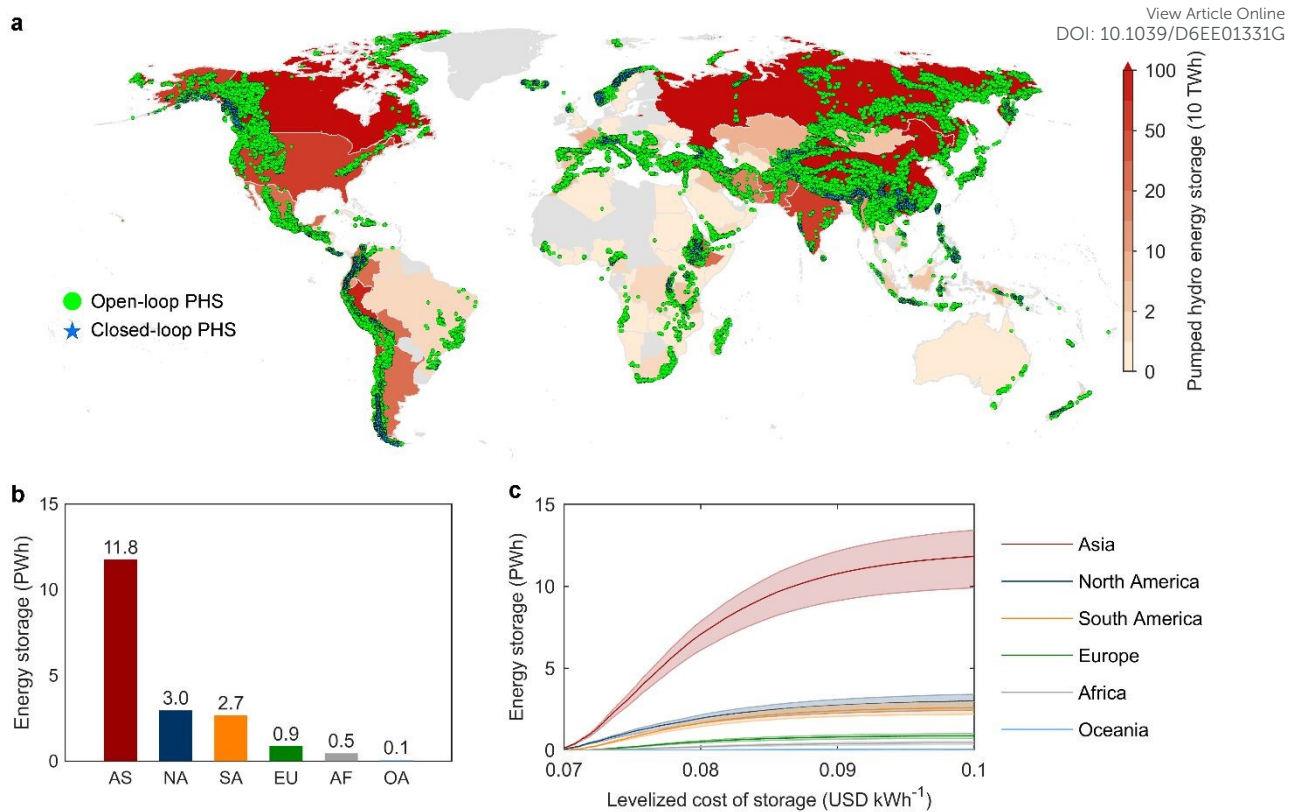 View Article Online
DOI: 10.1039/D6EE01331G
a
100
50
20
10
2
0
Pumped hydro energy storage (10 TWh)
Open-loop PHS
Closed-loop PHS
b
15
10
5
0
Energy storage (PWh)
11.8
3.0
2.7
0.9
0.5
0.1
AS NA SA EU AF OA
c
15
10
5
0
Energy storage (PWh)
0.07 0.08 0.09 0.1
Levelized cost of storage (USD kWh⁻¹)
Asia
North America
South America
Europe
Africa
Oceania